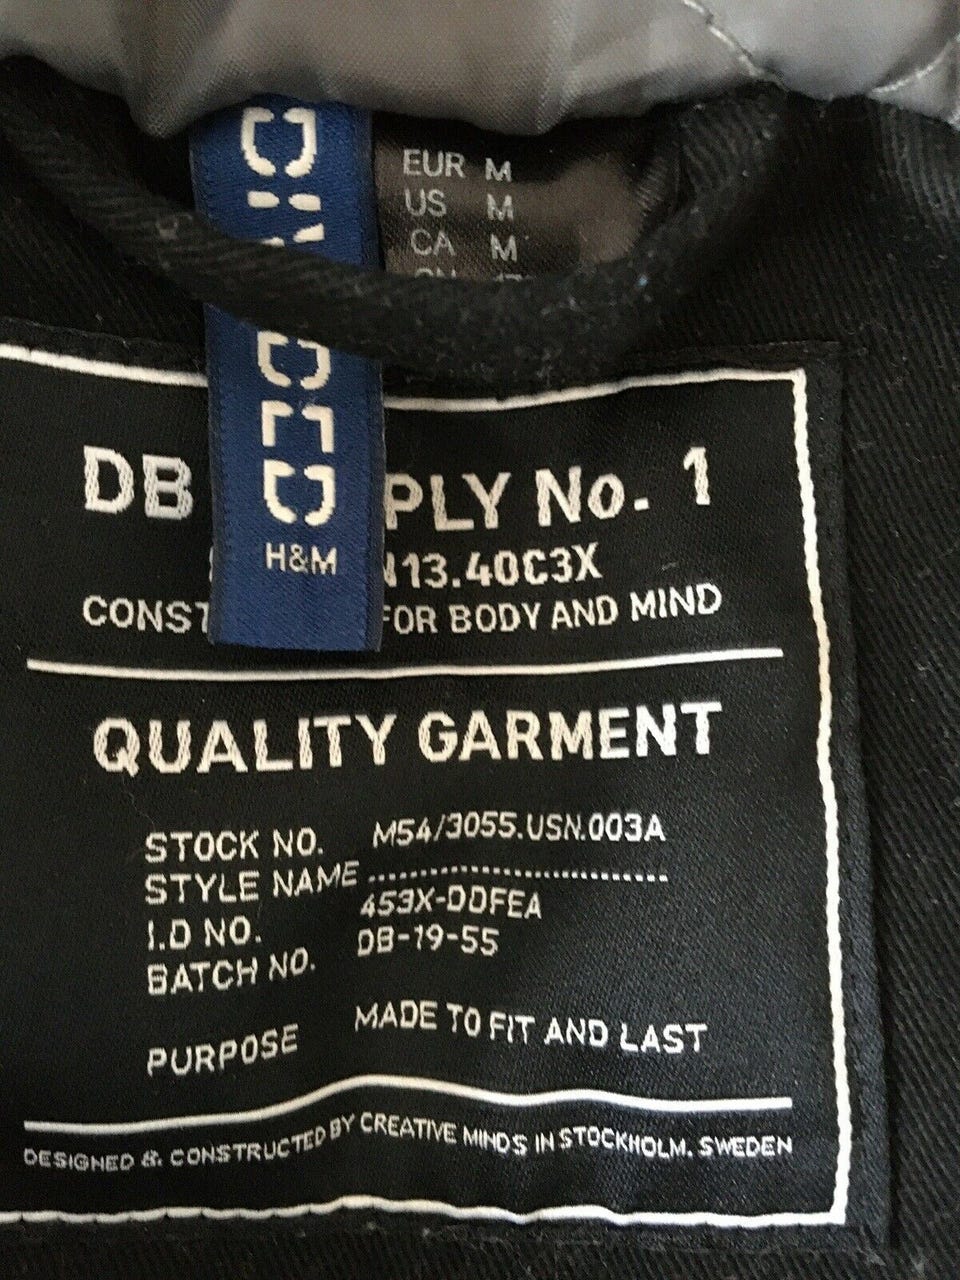 EUR M
US M
CA M
H&M
DB PLY No. 1
13.40C3X
FOR BODY AND MIND
QUALITY GARMENT
STOCK NO. M54/3055.USN.003A
STYLE NAME ..............................
I.D NO. 453X-DDFEA
BATCH NO. DB-19-55
PURPOSE MADE TO FIT AND LAST
DESIGNED & CONSTRUCTED BY CREATIVE MINDS IN STOCKHOLM. SWEDEN